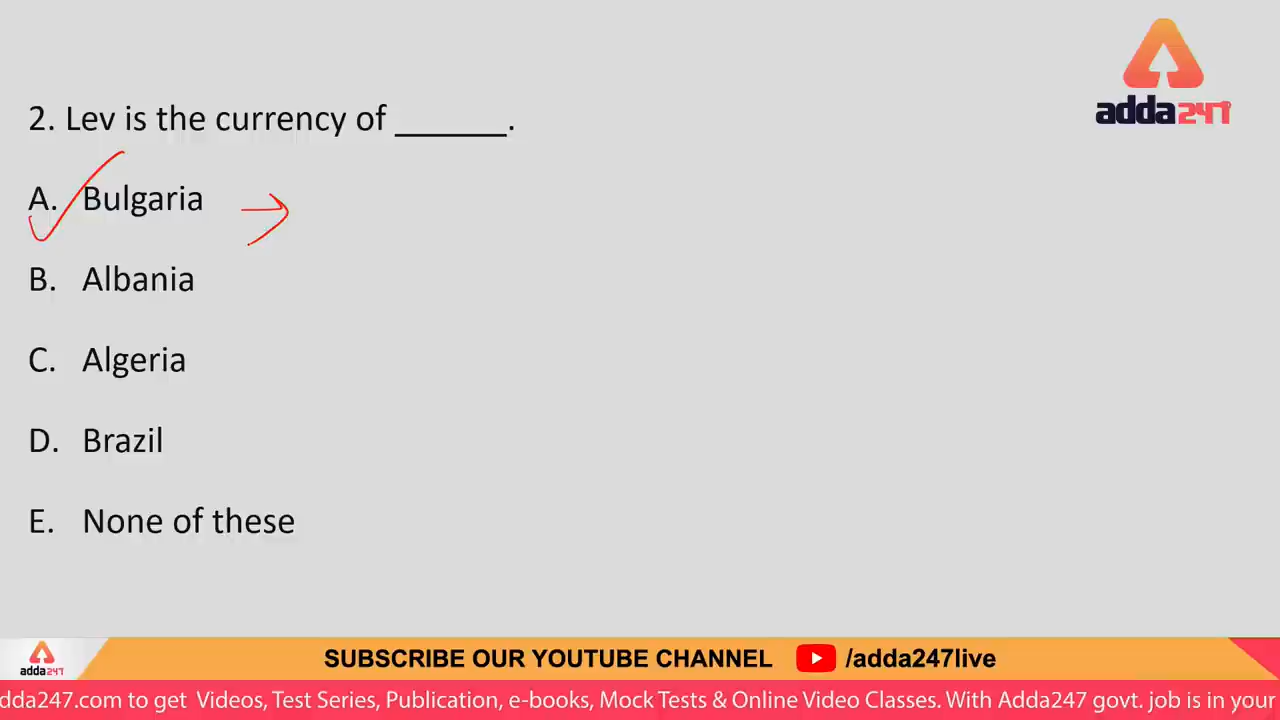 adda247
2. Lev is the currency of ______.
A. Bulgaria
B. Albania
C. Algeria
D. Brazil
E. None of these
adda247
SUBSCRIBE OUR YOUTUBE CHANNEL /adda247live
dda247.com to get Videos, Test Series, Publication, e-books, Mock Tests & Online Video Classes. With Adda247 govt. job is in your